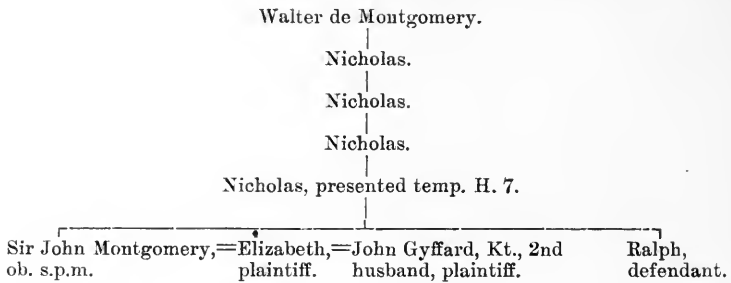 Walter de Montgomery.
Nicholas.
Nicholas.
Nicholas.
Nicholas, presented temp. H. 7.
Sir John Montgomery,=Elizabeth,=John Gyffard, Kt., 2nd Ralph,
ob. s.p.m. plaintiff. husband, plaintiff. defendant.